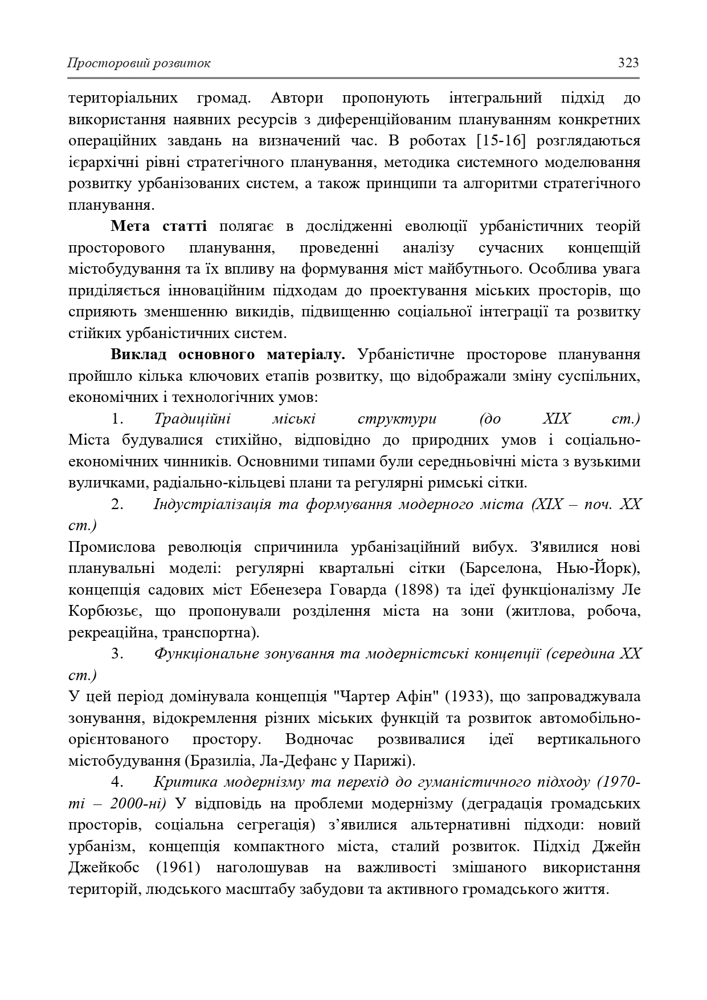 Просторовий розвиток 323
територіальних громад. Автори пропонують інтегральний підхід до
використання наявних ресурсів з диференційованим плануванням конкретних
операційних завдань на визначений час. В роботах [15-16] розглядаються
ієрархічні рівні стратегічного планування, методика системного моделювання
розвитку урбанізованих систем, а також принципи та алгоритми стратегічного
планування.
Мета статті полягає в дослідженні еволюції урбаністичних теорій
просторового планування, проведенні аналізу сучасних концепцій
містобудування та їх впливу на формування міст майбутнього. Особлива увага
приділяється інноваційним підходам до проектування міських просторів, що
сприяють зменшенню викидів, підвищенню соціальної інтеграції та розвитку
стійких урбаністичних систем.
Виклад основного матеріалу. Урбаністичне просторове планування
пройшло кілька ключових етапів розвитку, що відображали зміну суспільних,
економічних і технологічних умов:
1. Традиційні міські структури (до XIX ст.)
Міста будувалися стихійно, відповідно до природних умов і соціально-
економічних чинників. Основними типами були середньовічні міста з вузькими
вуличками, радіально-кільцеві плани та регулярні римські сітки.
2. Індустріалізація та формування модерного міста (XIX – поч. XX
ст.)
Промислова революція спричинила урбанізаційний вибух. З'явилися нові
планувальні моделі: регулярні квартальні сітки (Барселона, Нью-Йорк),
концепція садових міст Ебенезера Говарда (1898) та ідеї функціоналізму Ле
Корбюзьє, що пропонували розділення міста на зони (житлова, робоча,
рекреаційна, транспортна).
3. Функціональне зонування та модерністські концепції (середина XX
ст.)
У цей період домінувала концепція "Чартер Афін" (1933), що запроваджувала
зонування, відокремлення різних міських функцій та розвиток автомобільно-
орієнтованого простору. Водночас розвивалися ідеї вертикального
містобудування (Бразиліа, Ла-Дефанс у Парижі).
4. Критика модернізму та перехід до гуманістичного підходу (1970-
ті – 2000-ні) У відповідь на проблеми модернізму (деградація громадських
просторів, соціальна сегрегація) з’явилися альтернативні підходи: новий
урбанізм, концепція компактного міста, сталий розвиток. Підхід Джейн
Джейкобс (1961) наголошував на важливості змішаного використання
територій, людського масштабу забудови та активного громадського життя.